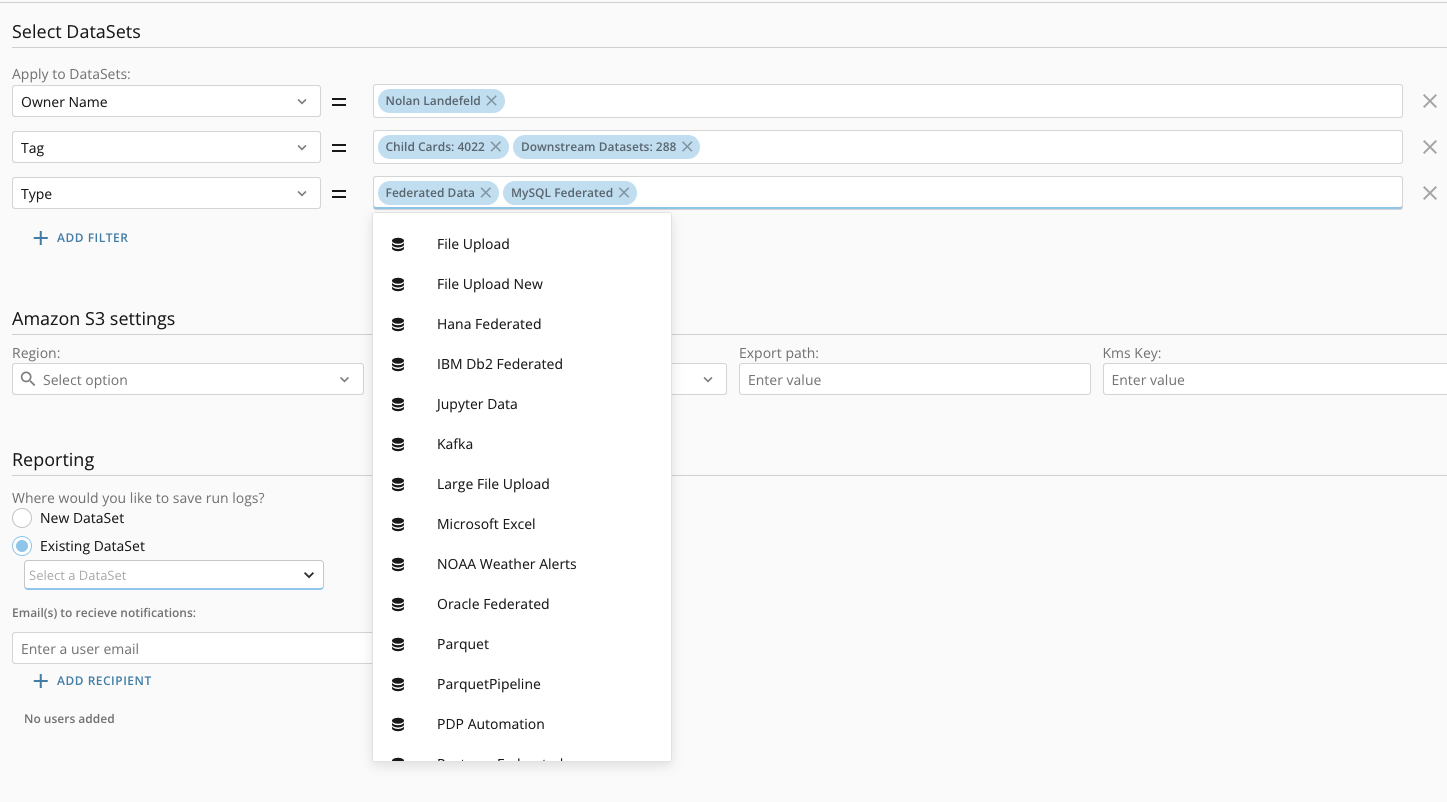 Select DataSets
Apply to DataSets:
Owner Name
=
Nolan Landefeld
Tag
=
Child Cards: 4022
Downstream Datasets: 288
Type
=
Federated Data
MySQL Federated
ADD FILTER
File Upload
File Upload New
Hana Federated
IBM Db2 Federated
Jupyter Data
Kafka
Large File Upload
Microsoft Excel
NOAA Weather Alerts
Oracle Federated
Parquet
ParquetPipeline
PDP Automation
Amazon S3 settings
Region:
Select option
Export path:
Enter value
Kms Key:
Enter value
Reporting
Where would you like to save run logs?
New DataSet
Existing DataSet
Select a DataSet
Email(s) to recieve notifications:
Enter a user email
ADD RECIPIENT
No users added